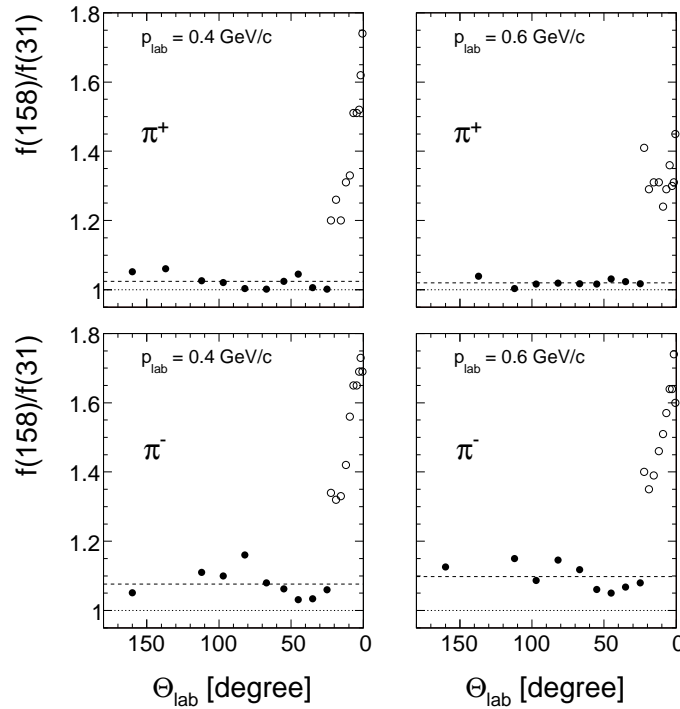 f(158)/f(31)
1.8
1.6
1.4
1.2
1
p_lab = 0.4 GeV/c
π⁺
p_lab = 0.6 GeV/c
π⁺
f(158)/f(31)
1.8
1.6
1.4
1.2
1
p_lab = 0.4 GeV/c
π⁻
p_lab = 0.6 GeV/c
π⁻
150 100 50 0
150 100 50 0
Θ_lab [degree]
Θ_lab [degree]